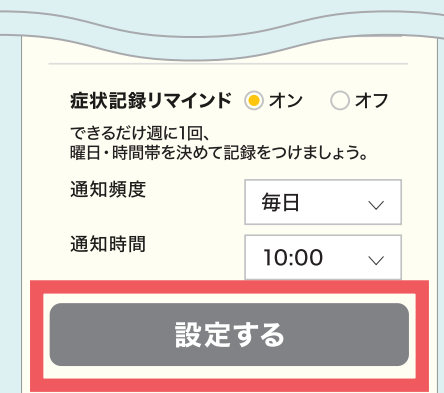 症状記録リマインド オン オフ
できるだけ週に1回、
曜日・時間帯を決めて記録をつけましょう。
通知頻度 毎日
通知時間 10:00
設定する